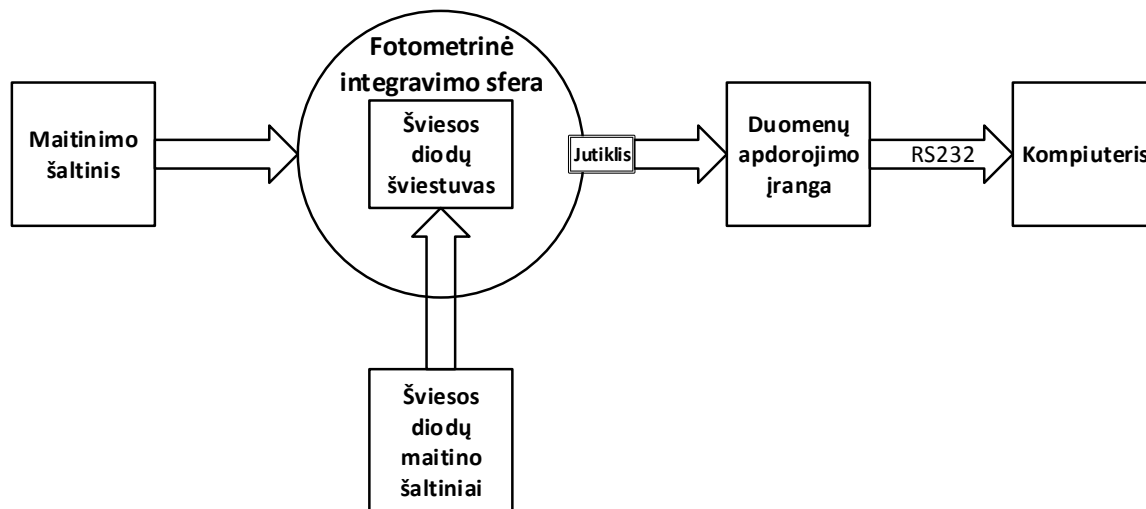 Maitinimo
šaltinis
Fotometrinė
integravimo sfera
Šviesos
diodų
šviestuvas
Jutiklis
Duomenų
apdorojimo
įranga
RS232
Kompiuteris
Šviesos
diodų
maitino
šaltiniai